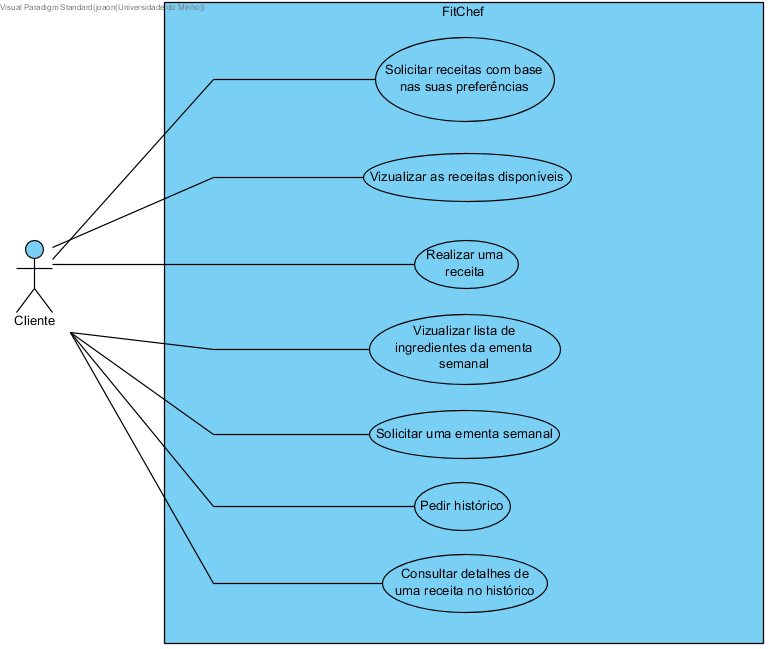 Visual Paradigm Standard(joaon(Universidade do Minho))
FitChef
Solicitar receitas com base
nas suas preferências
Vizualizar as receitas disponíveis
Realizar uma
receita
Cliente
Vizualizar lista de
ingredientes da ementa
semanal
Solicitar uma ementa semanal
Pedir histórico
Consultar detalhes de
uma receita no histórico